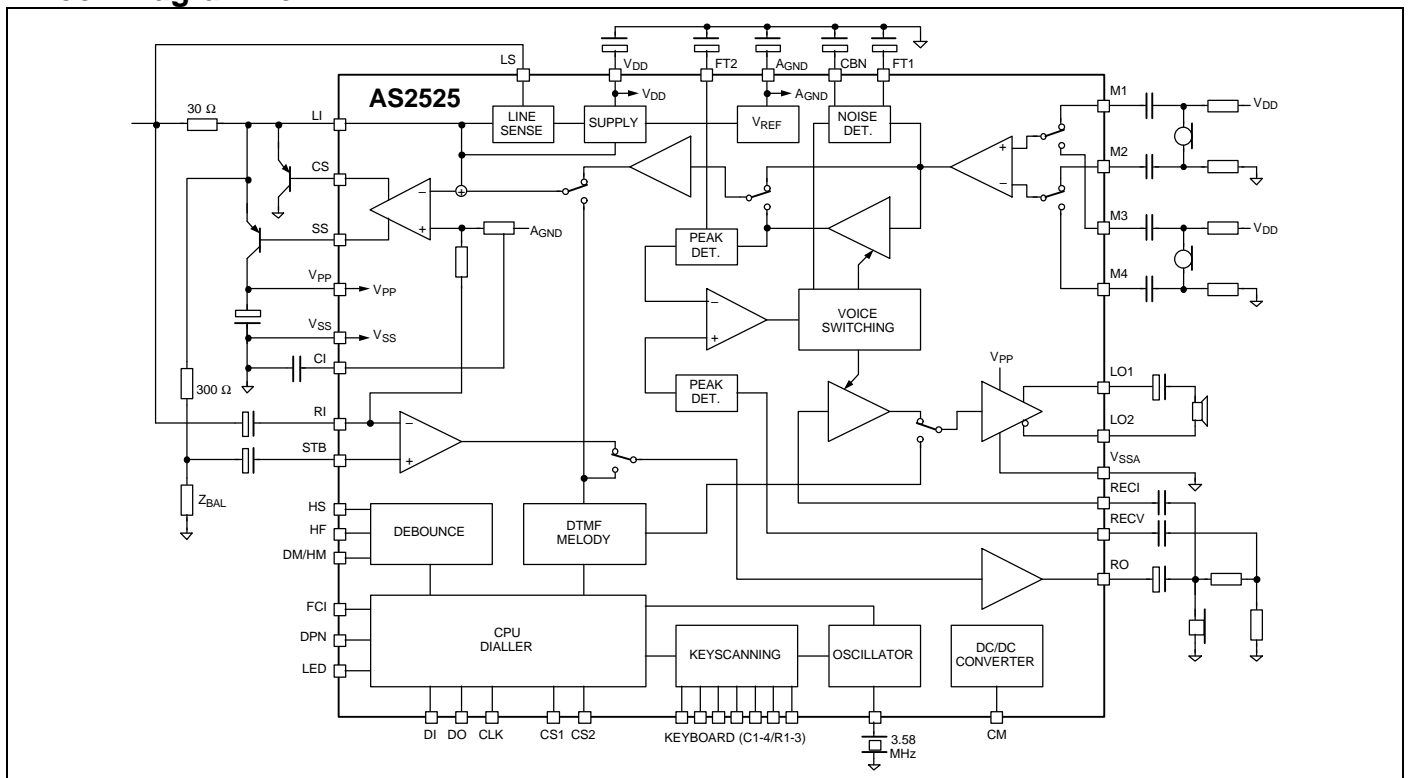 AS2525
LS
VDD
FT2
AGND
CBN
FT1
VDD
AGND
30 Ω
LI
LINE
SENSE
SUPPLY
VREF
NOISE
DET.
M1
VDD
+
−
M2
CS
−
+
+
AGND
SS
M3
VDD
PEAK
DET.
M4
VPP
VPP
−
+
VOICE
SWITCHING
VSS
VSS
CI
VPP
300 Ω
PEAK
DET.
LO1
RI
−
+
LO2
STB
VSSA
ZBAL
RECI
HS
HF
DM/HM
DEBOUNCE
DTMF
MELODY
RECV
RO
FCI
DPN
LED
CPU
DIALLER
KEYSCANNING
OSCILLATOR
DC/DC
CONVERTER
DI
DO
CLK
CS1
CS2
KEYBOARD (C1-4/R1-3)
3.58
MHz
CM